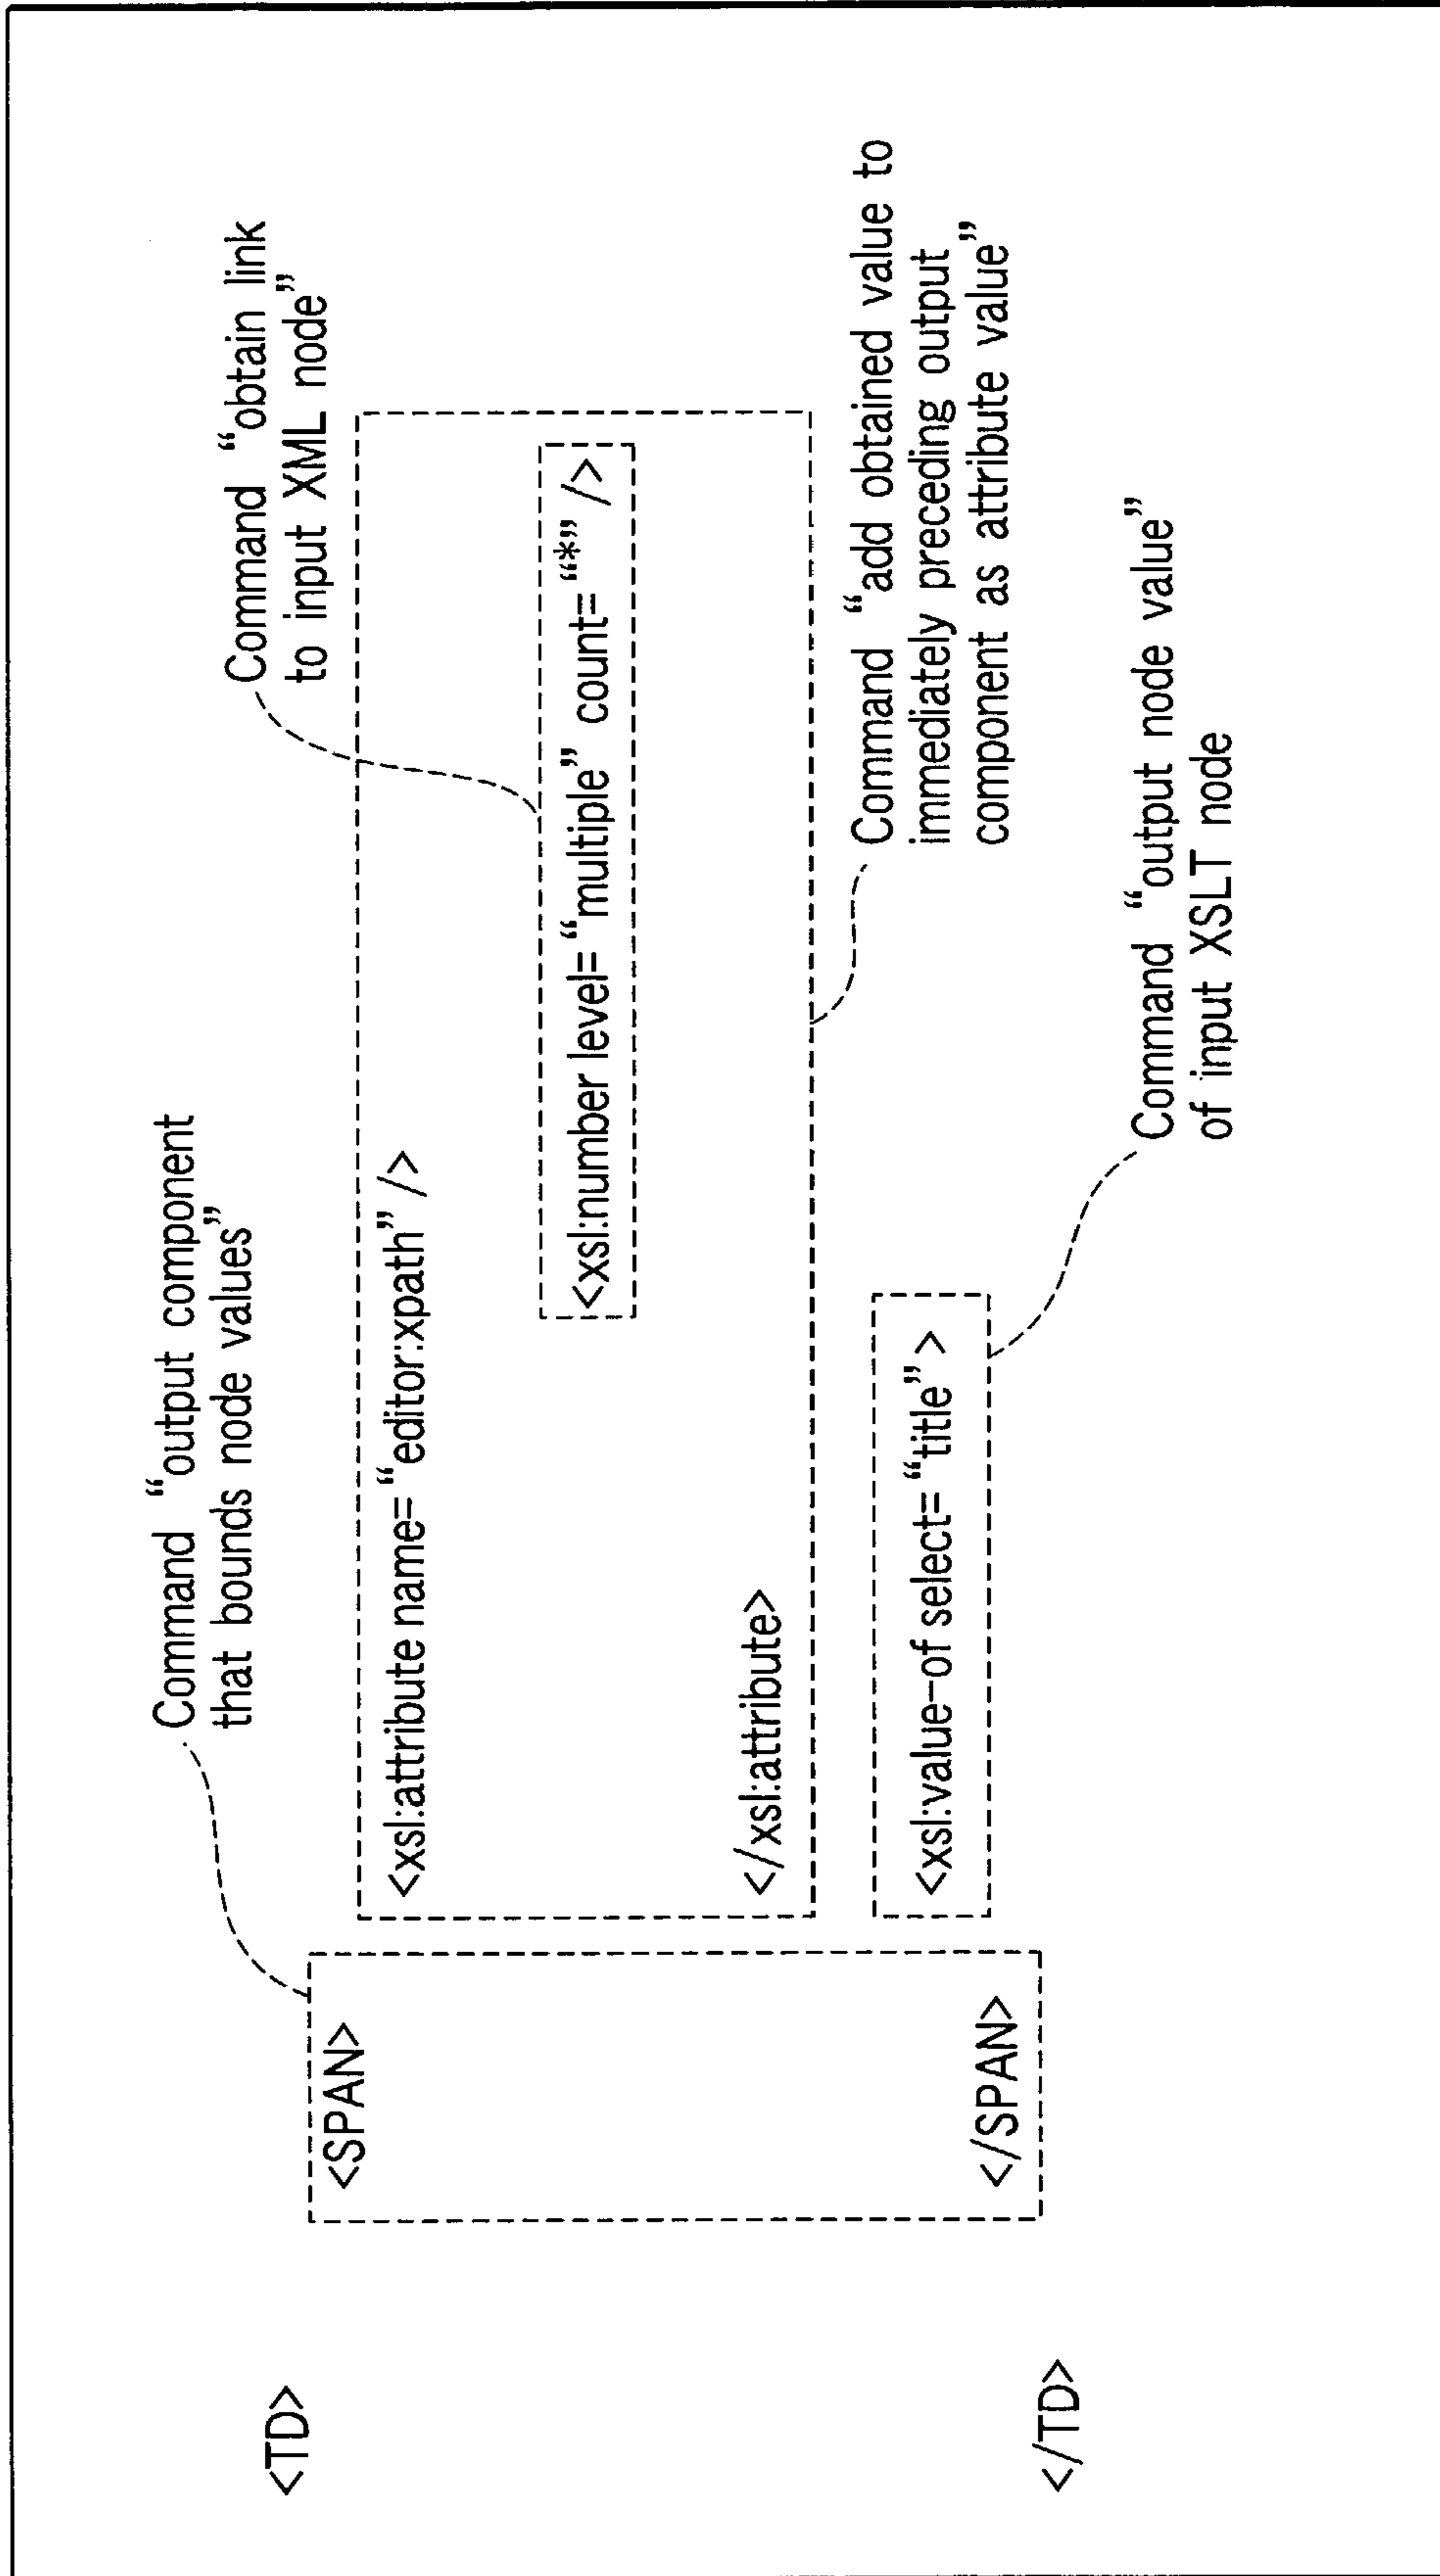 Command “output component
that bounds node values”
Command “obtain link
to input XML node”
<TD>
<SPAN>
<xsl:attribute name=“editor:xpath” />
<xsl:number level=“multiple” count=“*” />
</xsl:attribute>
Command “add obtained value to
immediately preceding output
component as attribute value”
<xsl:value-of select=“title” >
</SPAN>
</TD>
Command “output node value”
of input XSLT node